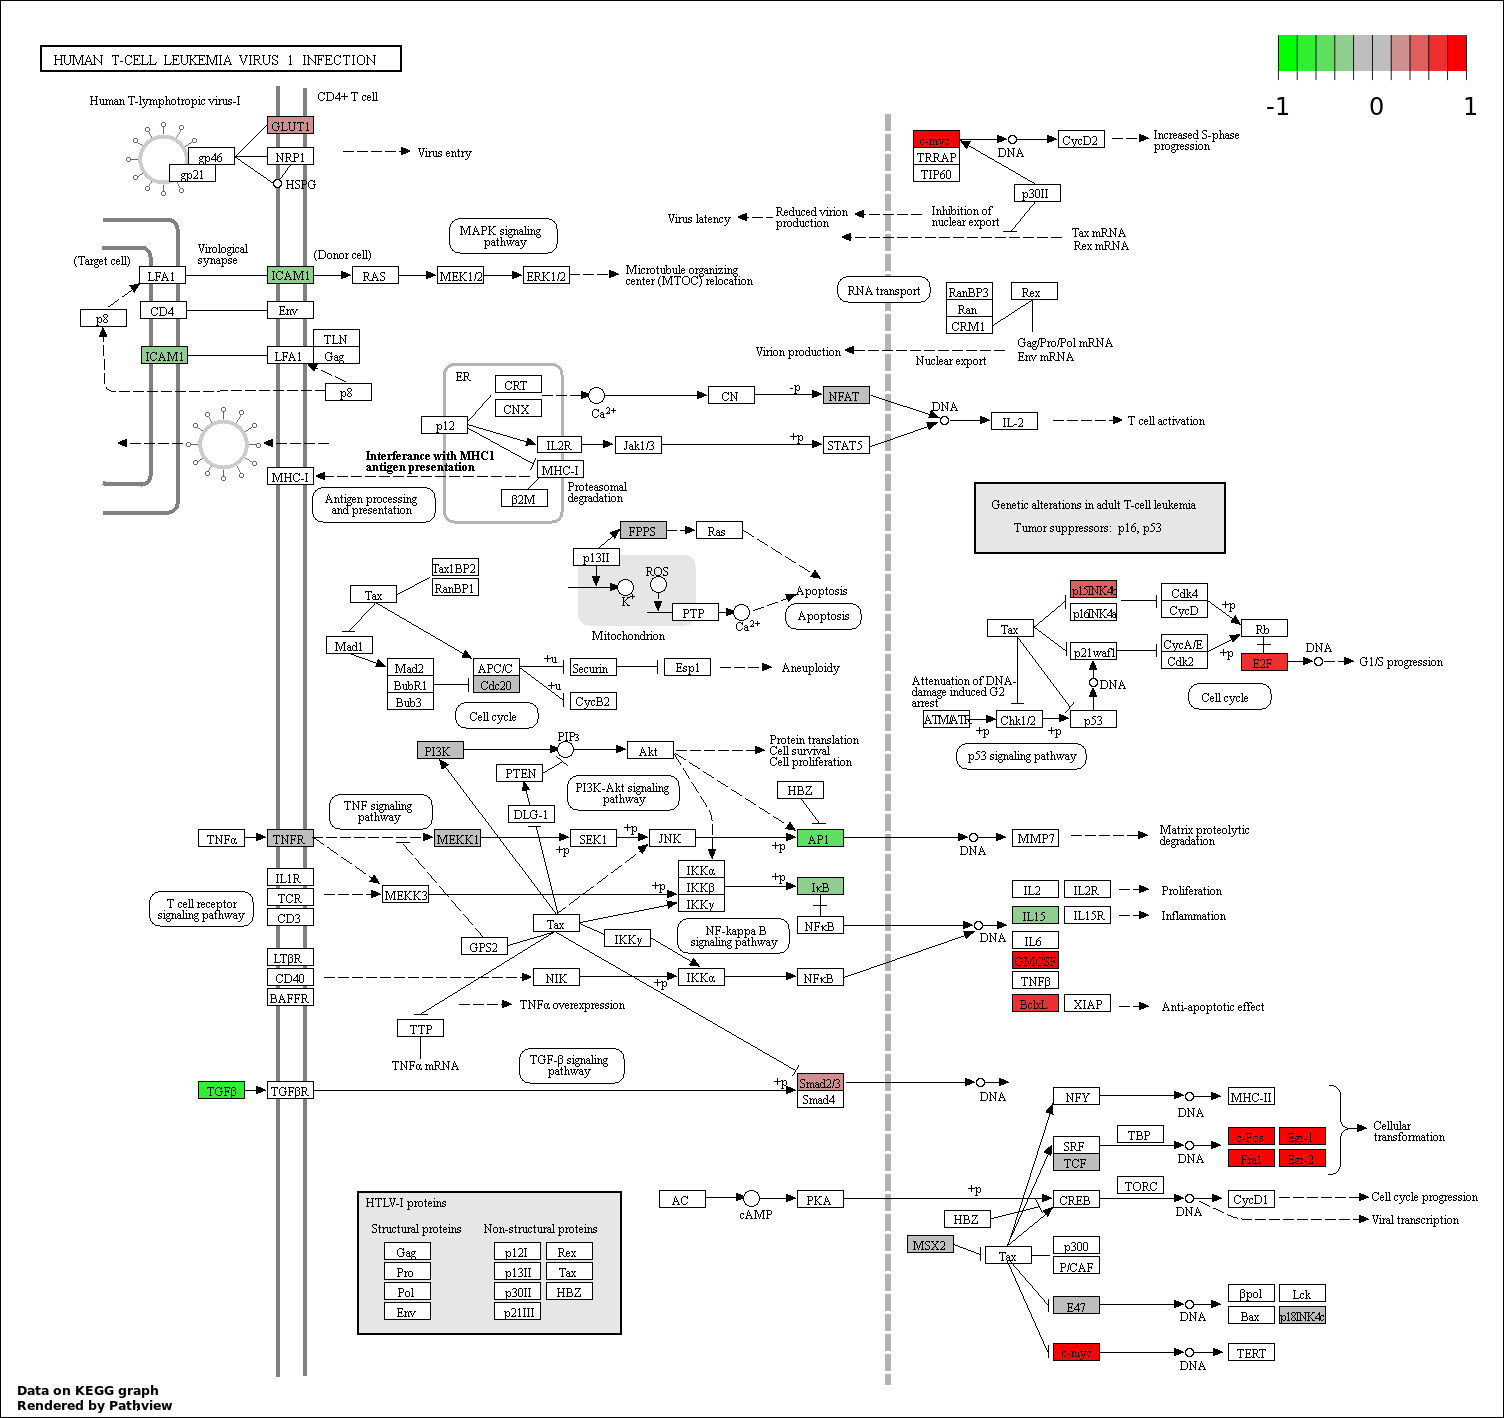 HUMAN T-CELL LEUKEMIA VIRUS 1 INFECTION
-1 0 1
Human T-lymphotropic virus-I
CD4+ T cell
GLUT1
gp46
NRP1
gp21
HSPG
Virus entry
c-myc
TRRAP
TIP60
DNA
CycD2
Increased S-phase
progression
p30II
Virus latency
Reduced virion
production
Inhibition of
nuclear export
Tax mRNA
Rex mRNA
MAPK signaling
pathway
Virological
synapse
(Donor cell)
(Target cell)
LFA1
ICAM1
RAS
MEK1/2
ERK1/2
Microtubule organizing
center (MTOC) relocation
RNA transport
RanBP3
Ran
CRM1
Rex
p8
CD4
Env
TLN
Gag
ICAM1
LFA1
p8
Virion production
Nuclear export
Gag/Pro/Pol mRNA
Env mRNA
ER
CRT
CNX
p12
Ca2+
CN
-p
NFAT
DNA
IL-2
T cell activation
IL2R
Jak1/3
+p
STAT5
Interferance with MHC1
antigen presentation
MHC-I
MHC-I
β2M
Proteasomal
degradation
Antigen processing
and presentation
Genetic alterations in adult T-cell leukemia
Tumor suppressors: p16, p53
FPPS
Ras
p13II
ROS
K+
PTP
Ca2+
Mitochondrion
Apoptosis
Apoptosis
Tax1BP2
RanBP1
Tax
Mad1
Mad2
BubR1
Bub3
APC/C
Cdc20
+u
+u
Securin
CycB2
Esp1
Aneuploidy
Cell cycle
p15INK4b
p16INK4a
Cdk4
CycD
+p
Tax
Rb
p21waf1
CycA/E
Cdk2
+p
E2F
DNA
G1/S progression
DNA
Attenuation of DNA-
damage induced G2
arrest
ATM/ATR
+p
Chk1/2
+p
p53
Cell cycle
p53 signaling pathway
PI3K
PIP3
Akt
Protein translation
Cell survival
Cell proliferation
PTEN
PI3K-Akt signaling
pathway
DLG-1
HBZ
TNF signaling
pathway
TNFα
TNFR
MEKK1
+p
SEK1
+p
JNK
+p
AP1
DNA
MMP7
Matrix proteolytic
degradation
IL1R
TCR
CD3
MEKK3
+p
IKKα
IKKβ
IKKγ
+p
IκB
NFκB
T cell receptor
signaling pathway
Tax
GPS2
IKKγ
NF-kappa B
signaling pathway
DNA
IL2
IL2R
Proliferation
IL15
IL15R
Inflammation
IL6
GMCSF
TNFβ
BclxL
XIAP
Anti-apoptotic effect
LTβR
CD40
BAFFR
NIK
+p
IKKα
NFκB
TNFα overexpression
TTP
TNFα mRNA
TGF-β signaling
pathway
TGFβ
TGFβR
+p
Smad2/3
Smad4
DNA
NFY
DNA
MHC-II
SRF
TCF
TBP
DNA
c-Fos
Egr-1
Fra1
Egr-2
Cellular
transformation
AC
cAMP
PKA
+p
CREB
TORC
DNA
CycD1
Cell cycle progression
Viral transcription
HBZ
MSX2
Tax
p300
P/CAF
E47
DNA
βpol
Lck
Bax
p18INK4c
c-myc
DNA
TERT
HTLV-I proteins
Structural proteins
Non-structural proteins
Gag
p12I
Rex
Pro
p13II
Tax
Pol
p30II
HBZ
Env
p21III
Data on KEGG graph
Rendered by Pathview